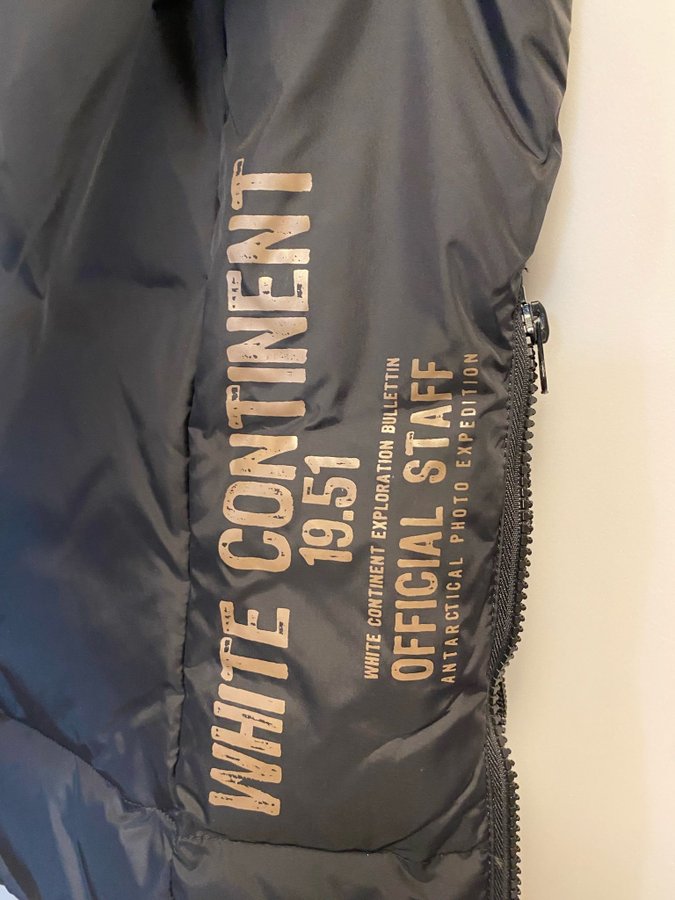 WHITE CONTINENT
19.51
WHITE CONTINENT EXPLORATION BULLETTIN
OFFICIAL STAFF
ANTARCTICAL PHOTO EXPEDITION